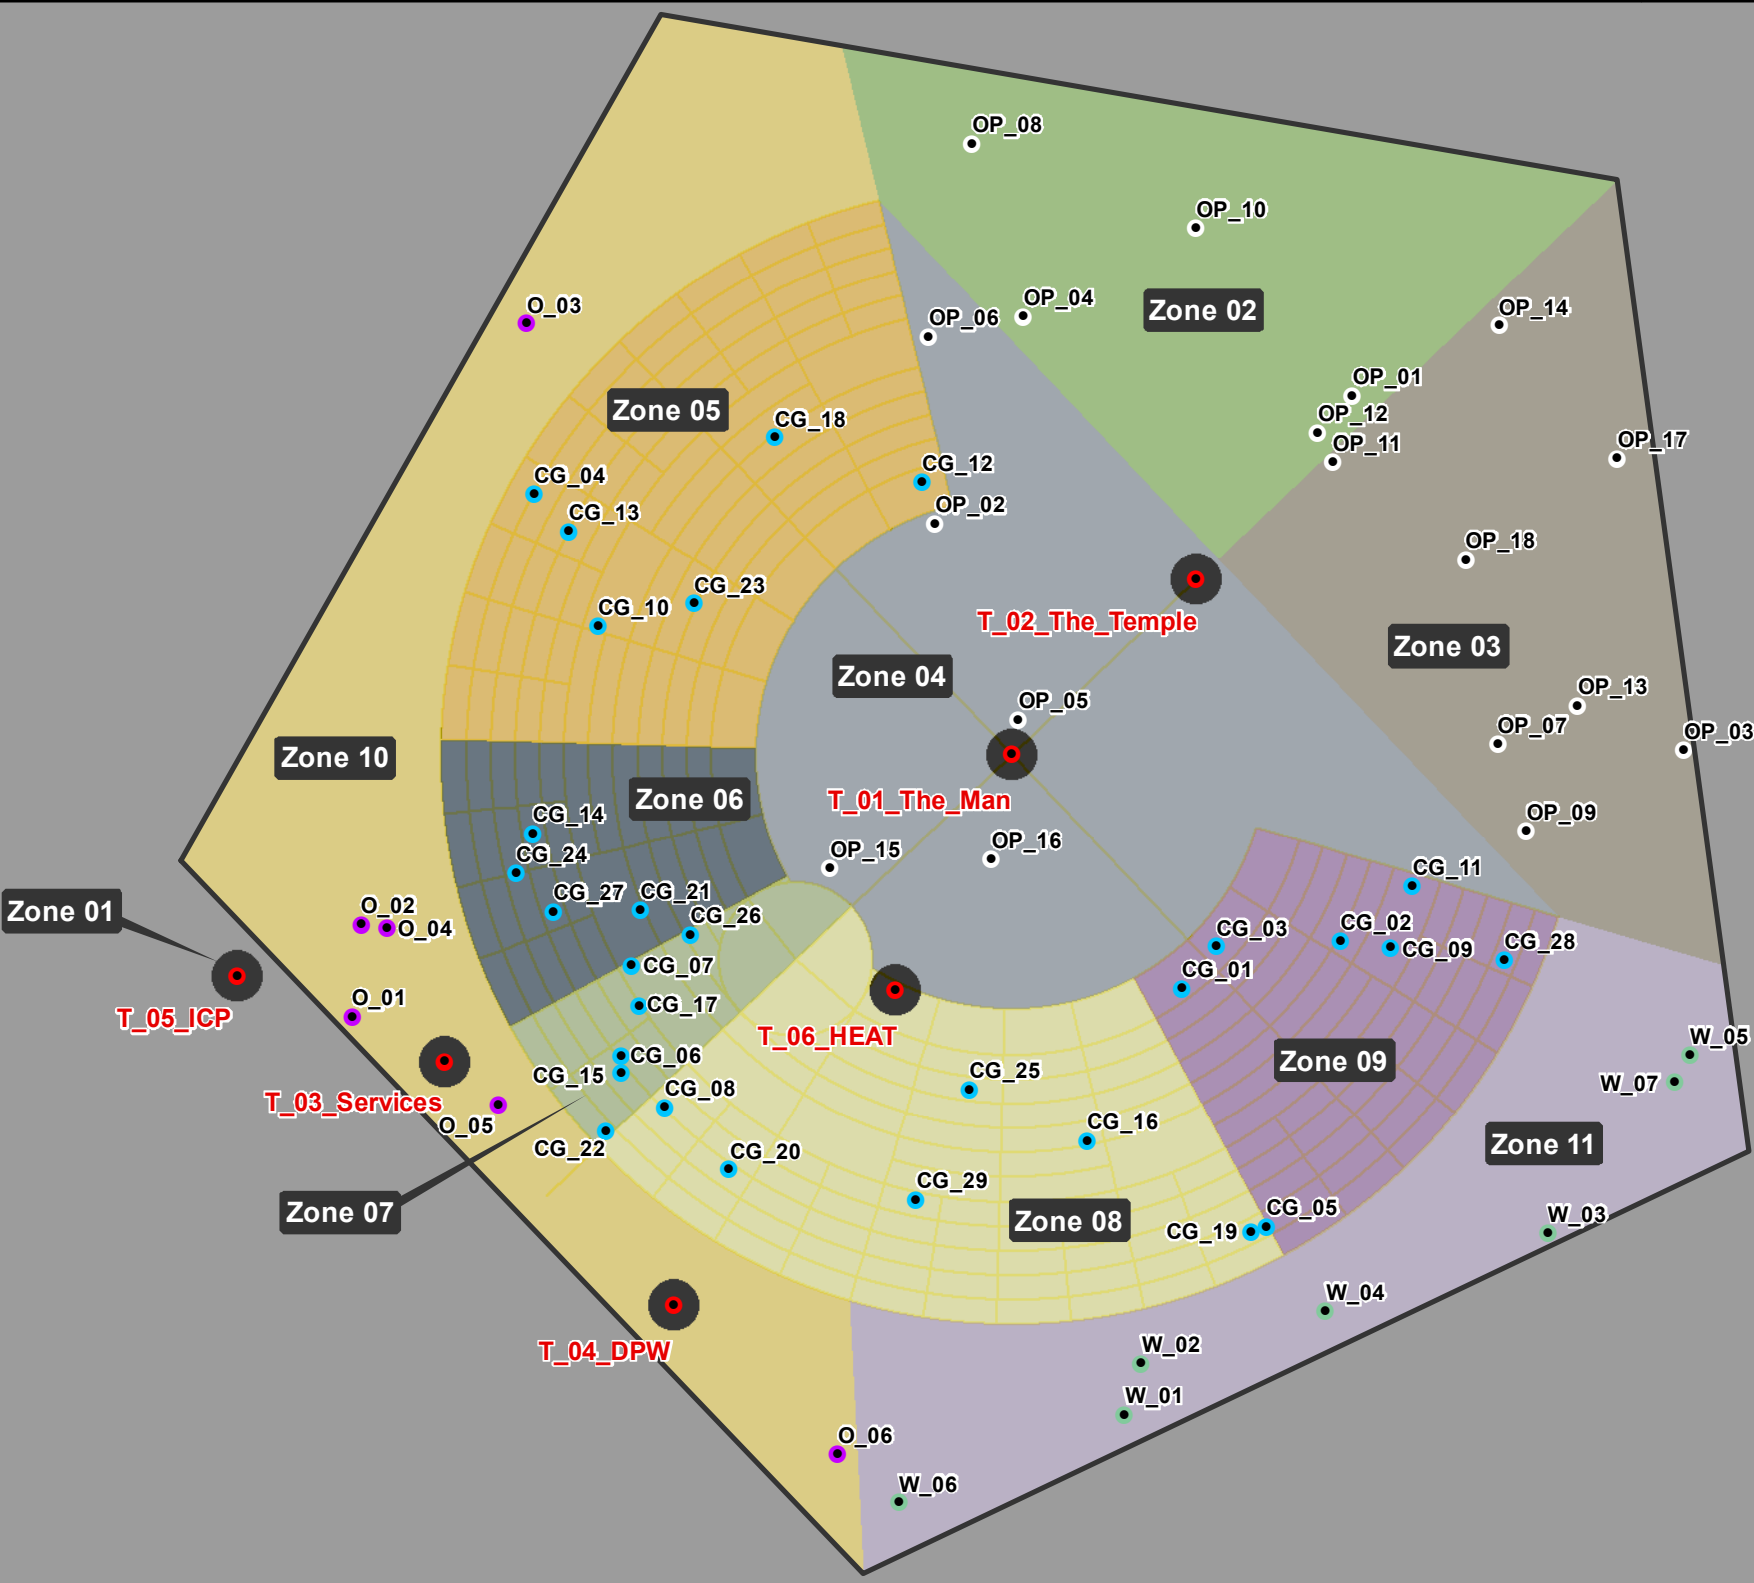 OP_08
OP_10
OP_04
OP_06
Zone 02
O_03
OP_14
OP_01
OP_12
OP_11
OP_17
Zone 05
CG_18
CG_12
CG_04
OP_02
CG_13
OP_18
CG_23
CG_10
T_02_The_Temple
Zone 03
Zone 04
OP_13
OP_05
OP_07
OP_03
Zone 10
Zone 06
T_01_The_Man
CG_14
OP_09
OP_16
OP_15
CG_24
CG_11
CG_27
CG_21
Zone 01
O_02
O_04
CG_26
CG_03
CG_02
CG_09
CG_28
CG_07
CG_01
O_01
CG_17
T_05_ICP
T_06_HEAT
W_05
CG_06
Zone 09
CG_15
CG_25
W_07
CG_08
T_03_Services
O_05
CG_16
CG_22
Zone 11
CG_20
CG_29
Zone 07
Zone 08
CG_05
CG_19
W_03
W_04
T_04_DPW
W_02
W_01
O_06
W_06